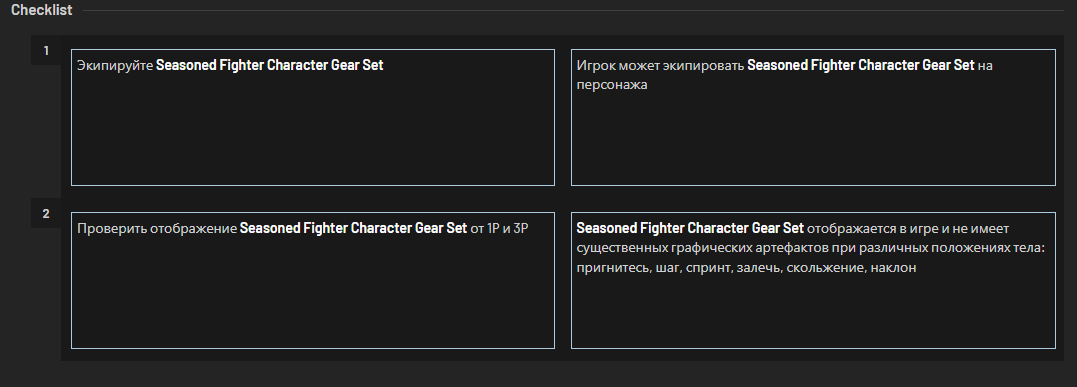 Checklist
1
Экипируйте Seasoned Fighter Character Gear Set
Игрок может экипировать Seasoned Fighter Character Gear Set на
персонажа
2
Проверить отображение Seasoned Fighter Character Gear Set от 1P и 3P
Seasoned Fighter Character Gear Set отображается в игре и не имеет
существенных графических артефактов при различных положениях тела:
пригнитесь, шаг, спринт, залечь, скольжение, наклон